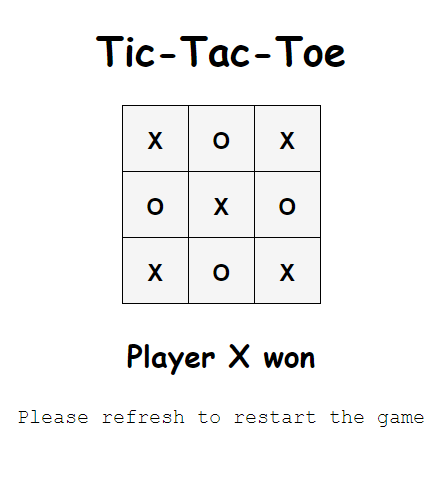 Tic-Tac-Toe
X O X
O X O
X O X
Player X won
Please refresh to restart the game